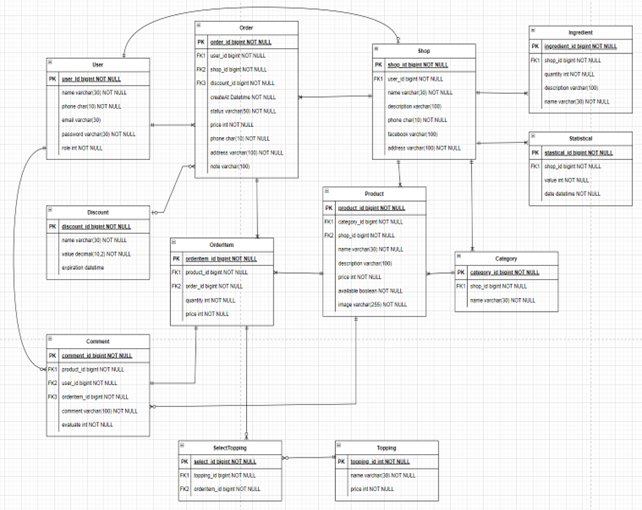 User
PK user_id bigint NOT NULL
name varchar(30) NOT NULL
phone char(10) NOT NULL
email varchar(30)
password varchar(30) NOT NULL
role int NOT NULL
Order
PK order_id bigint NOT NULL
FK1 user_id bigint NOT NULL
FK2 shop_id bigint NOT NULL
FK3 discount_id bigint NOT NULL
createAt Datetime NOT NULL
status varchar(50) NOT NULL
price int NOT NULL
phone char(10) NOT NULL
address varchar(100) NOT NULL
note varchar(100)
Shop
PK shop_id bigint NOT NULL
FK1 user_id bigint NOT NULL
name varchar(30) NOT NULL
description varchar(100)
phone char(10) NOT NULL
facebook varchar(100)
address varchar(100) NOT NULL
Ingredient
PK ingredient_id bigint NOT NULL
FK1 shop_id bigint NOT NULL
quantity int NOT NULL
description varchar(100)
name varchar(30) NOT NULL
Statistical
PK stastical_id bigint NOT NULL
FK1 shop_id bigint NOT NULL
value int NOT NULL
date datetime NOT NULL
Discount
PK discount_id bigint NOT NULL
name varchar(30) NOT NULL
value decimal(10,2) NOT NULL
expiration datetime
OrderItem
PK orderitem_id bigint NOT NULL
FK1 product_id bigint NOT NULL
FK2 order_id bigint NOT NULL
quantity int NOT NULL
price int NOT NULL
Product
PK product_id bigint NOT NULL
FK1 category_id bigint NOT NULL
FK2 shop_id bigint NOT NULL
name varchar(30) NOT NULL
description varchar(100)
price int NOT NULL
available boolean NOT NULL
image varchar(255) NOT NULL
Category
PK category_id bigint NOT NULL
FK1 shop_id bigint NOT NULL
name varchar(30) NOT NULL
Comment
PK comment_id bigint NOT NULL
FK1 product_id bigint NOT NULL
FK2 user_id bigint NOT NULL
FK3 orderitem_id bigint NOT NULL
comment varchar(100) NOT NULL
evaluate int NOT NULL
SelectTopping
PK select_id bigint NOT NULL
FK1 topping_id bigint NOT NULL
FK2 orderitem_id bigint NOT NULL
Topping
PK topping_id int NOT NULL
name varchar(30) NOT NULL
price int NOT NULL